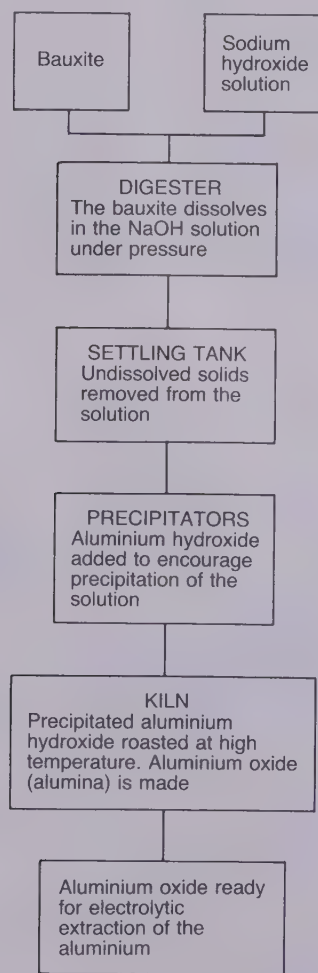 Bauxite
Sodium
hydroxide
solution
DIGESTER
The bauxite dissolves
in the NaOH solution
under pressure
SETTLING TANK
Undissolved solids
removed from the
solution
PRECIPITATORS
Aluminium hydroxide
added to encourage
precipitation of the
solution
KILN
Precipitated aluminium
hydroxide roasted at high
temperature. Aluminium oxide
(alumina) is made
Aluminium oxide ready
for electrolytic
extraction of the
aluminium